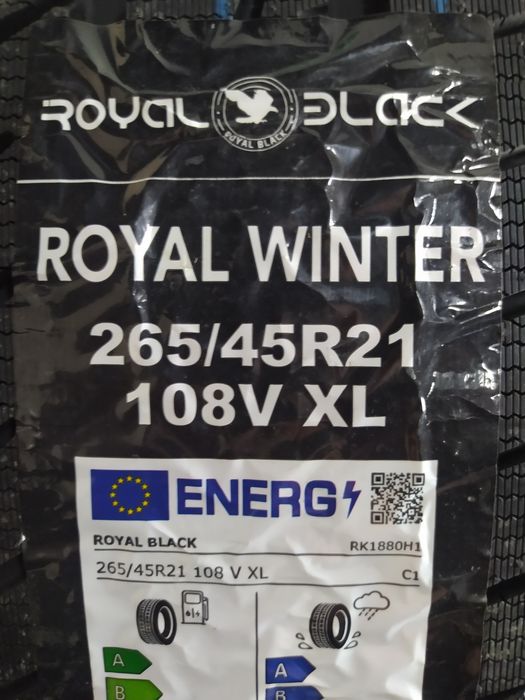 ROYAL BLACK
ROYAL BLACK
ROYAL WINTER
265/45R21
108V XL
ENERG
ROYAL BLACK RK1880H1
265/45R21 108 V XL C1
A A
B B